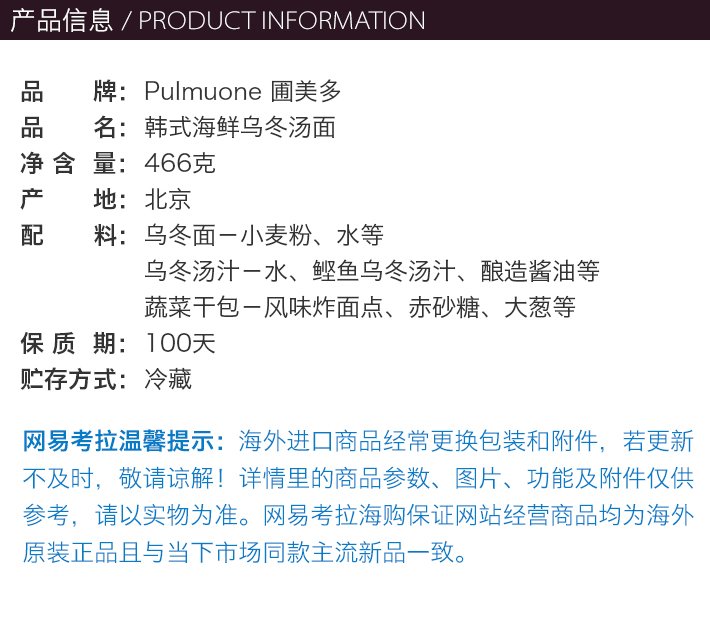 产品信息 / PRODUCT INFORMATION
品 牌：Pulmuone 圃美多
品 名：韩式海鲜乌冬汤面
净 含 量：466克
产 地：北京
配 料：乌冬面－小麦粉、水等
乌冬汤汁－水、鲣鱼乌冬汤汁、酿造酱油等
蔬菜干包－风味炸面点、赤砂糖、大葱等
保 质 期：100天
贮存方式：冷藏
网易考拉温馨提示：海外进口商品经常更换包装和附件，若更新
不及时，敬请谅解！详情里的商品参数、图片、功能及附件仅供
参考，请以实物为准。网易考拉海购保证网站经营商品均为海外
原装正品且与当下市场同款主流新品一致。